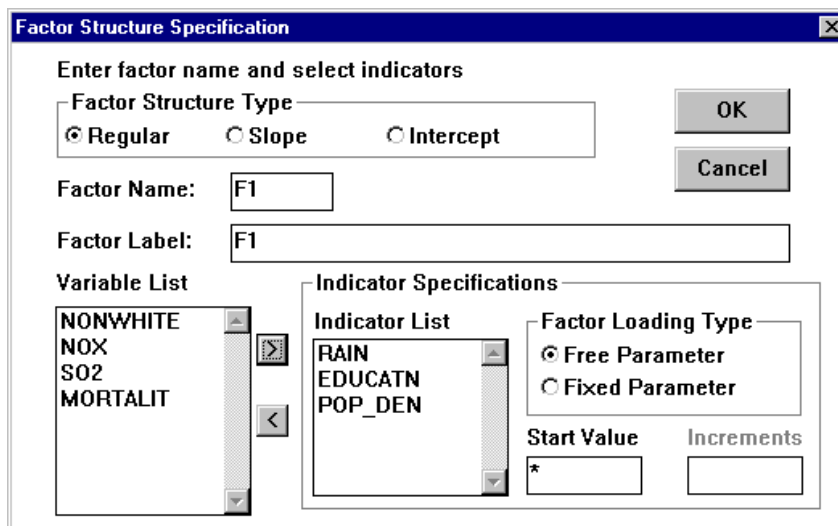 Factor Structure Specification
Enter factor name and select indicators
Factor Structure Type
Regular
Slope
Intercept
OK
Cancel
Factor Name:
F1
Factor Label:
F1
Variable List
NONWHITE
NOX
SO2
MORTALIT
>
<
Indicator Specifications
Indicator List
RAIN
EDUCATN
POP_DEN
Factor Loading Type
Free Parameter
Fixed Parameter
Start Value
*
Increments